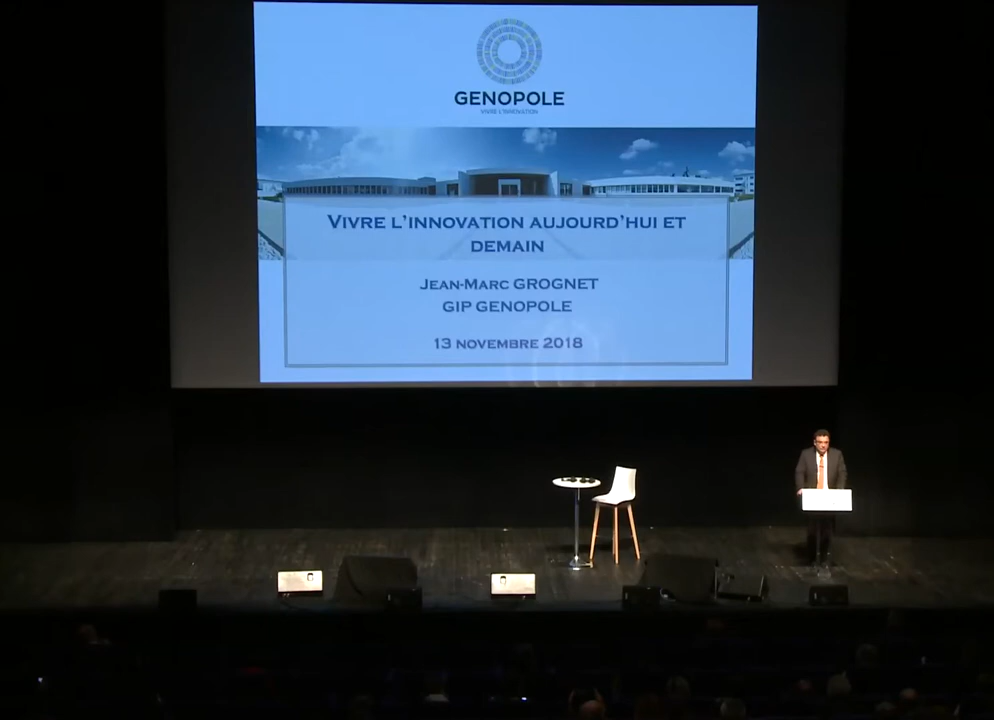 GENOPOLE
VIVRE L'INNOVATION
VIVRE L'INNOVATION AUJOURD'HUI ET
DEMAIN
JEAN-MARC GROGNET
GIP GENOPOLE
13 NOVEMBRE 2018